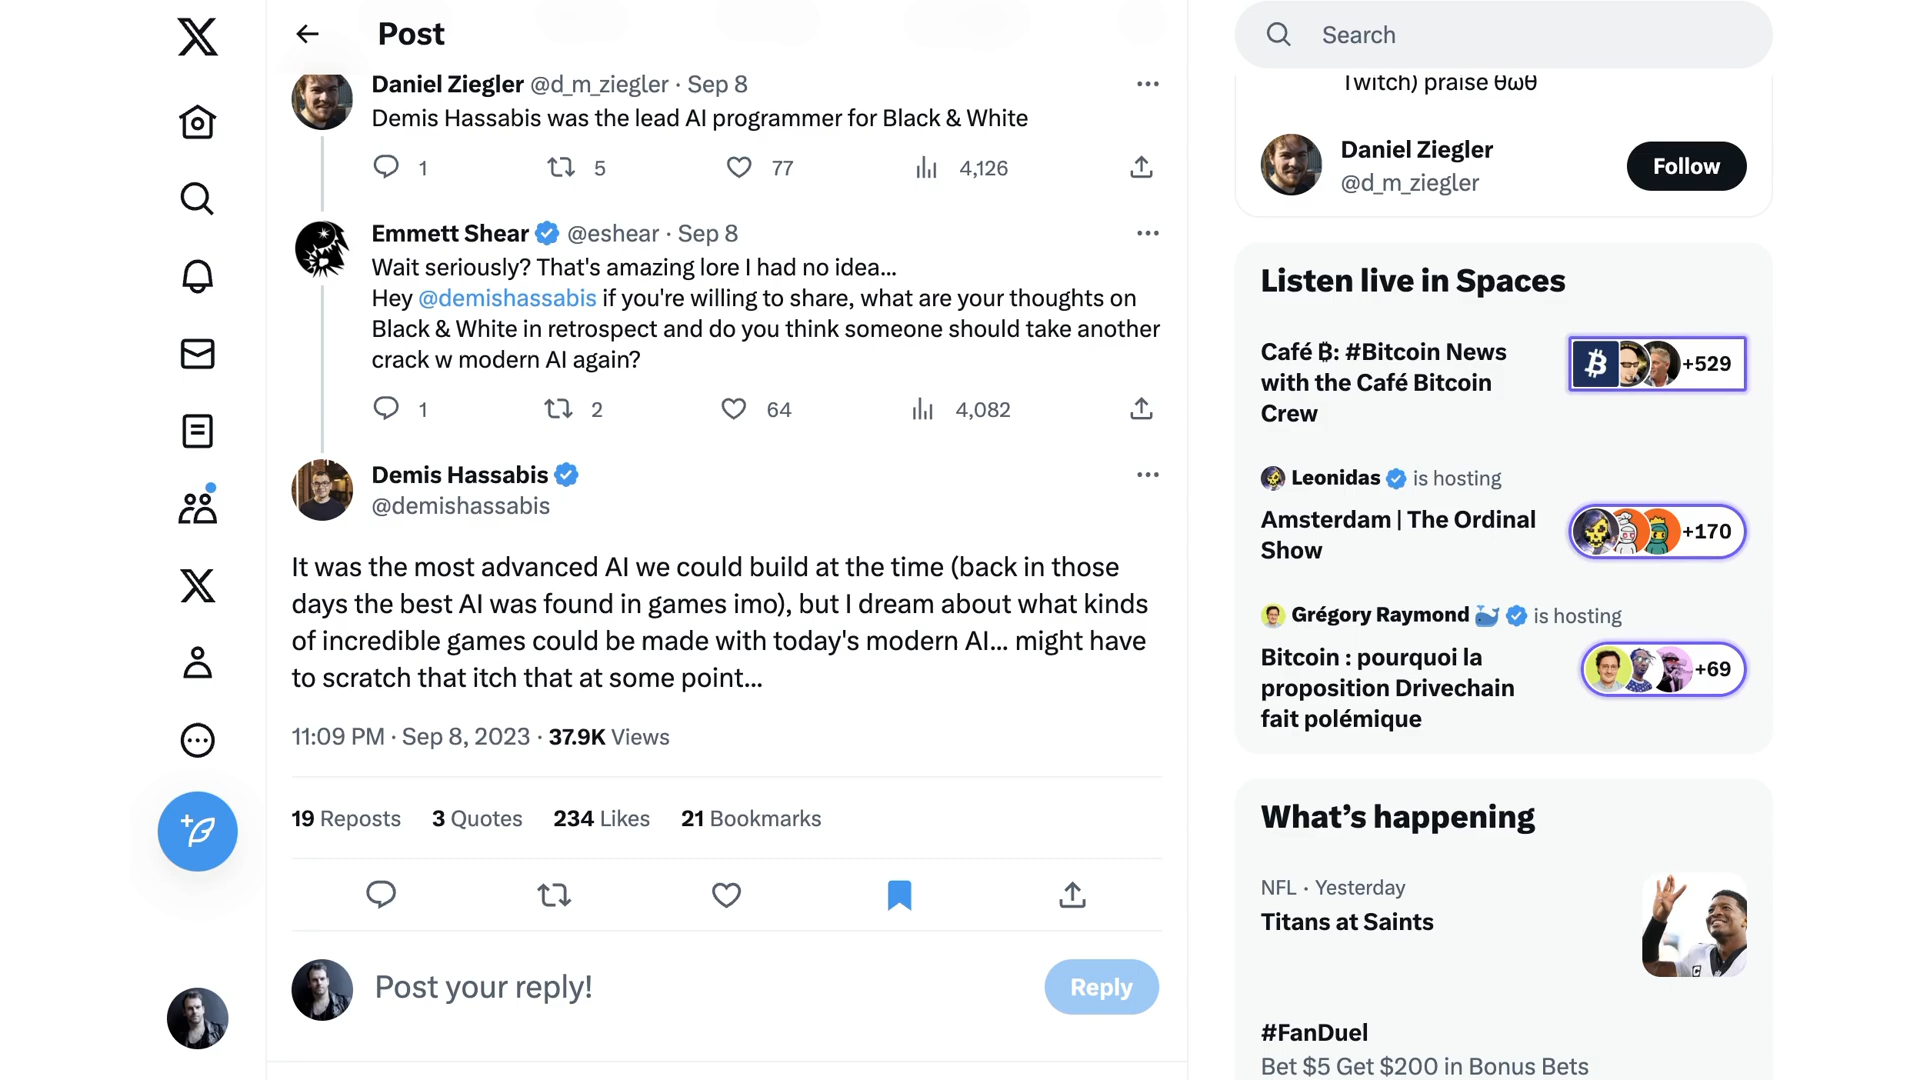 Post
Daniel Ziegler @d_m_ziegler · Sep 8
Demis Hassabis was the lead AI programmer for Black & White
1 5 77 4,126
Emmett Shear @eshear · Sep 8
Wait seriously? That's amazing lore I had no idea...
Hey @demishassabis if you're willing to share, what are your thoughts on
Black & White in retrospect and do you think someone should take another
crack w modern AI again?
1 2 64 4,082
Demis Hassabis
@demishassabis
It was the most advanced AI we could build at the time (back in those
days the best AI was found in games imo), but I dream about what kinds
of incredible games could be made with today's modern AI... might have
to scratch that itch that at some point...
11:09 PM · Sep 8, 2023 · 37.9K Views
19 Reposts 3 Quotes 234 Likes 21 Bookmarks
Post your reply!
Reply
Search
Twitch) praise θωθ
Daniel Ziegler
@d_m_ziegler
Follow
Listen live in Spaces
Café ₿: #Bitcoin News
with the Café Bitcoin
Crew
+529
Leonidas is hosting
Amsterdam | The Ordinal
Show
+170
Grégory Raymond 🐳 is hosting
Bitcoin : pourquoi la
proposition Drivechain
fait polémique
+69
What's happening
NFL · Yesterday
Titans at Saints
#FanDuel
Bet $5 Get $200 in Bonus Bets